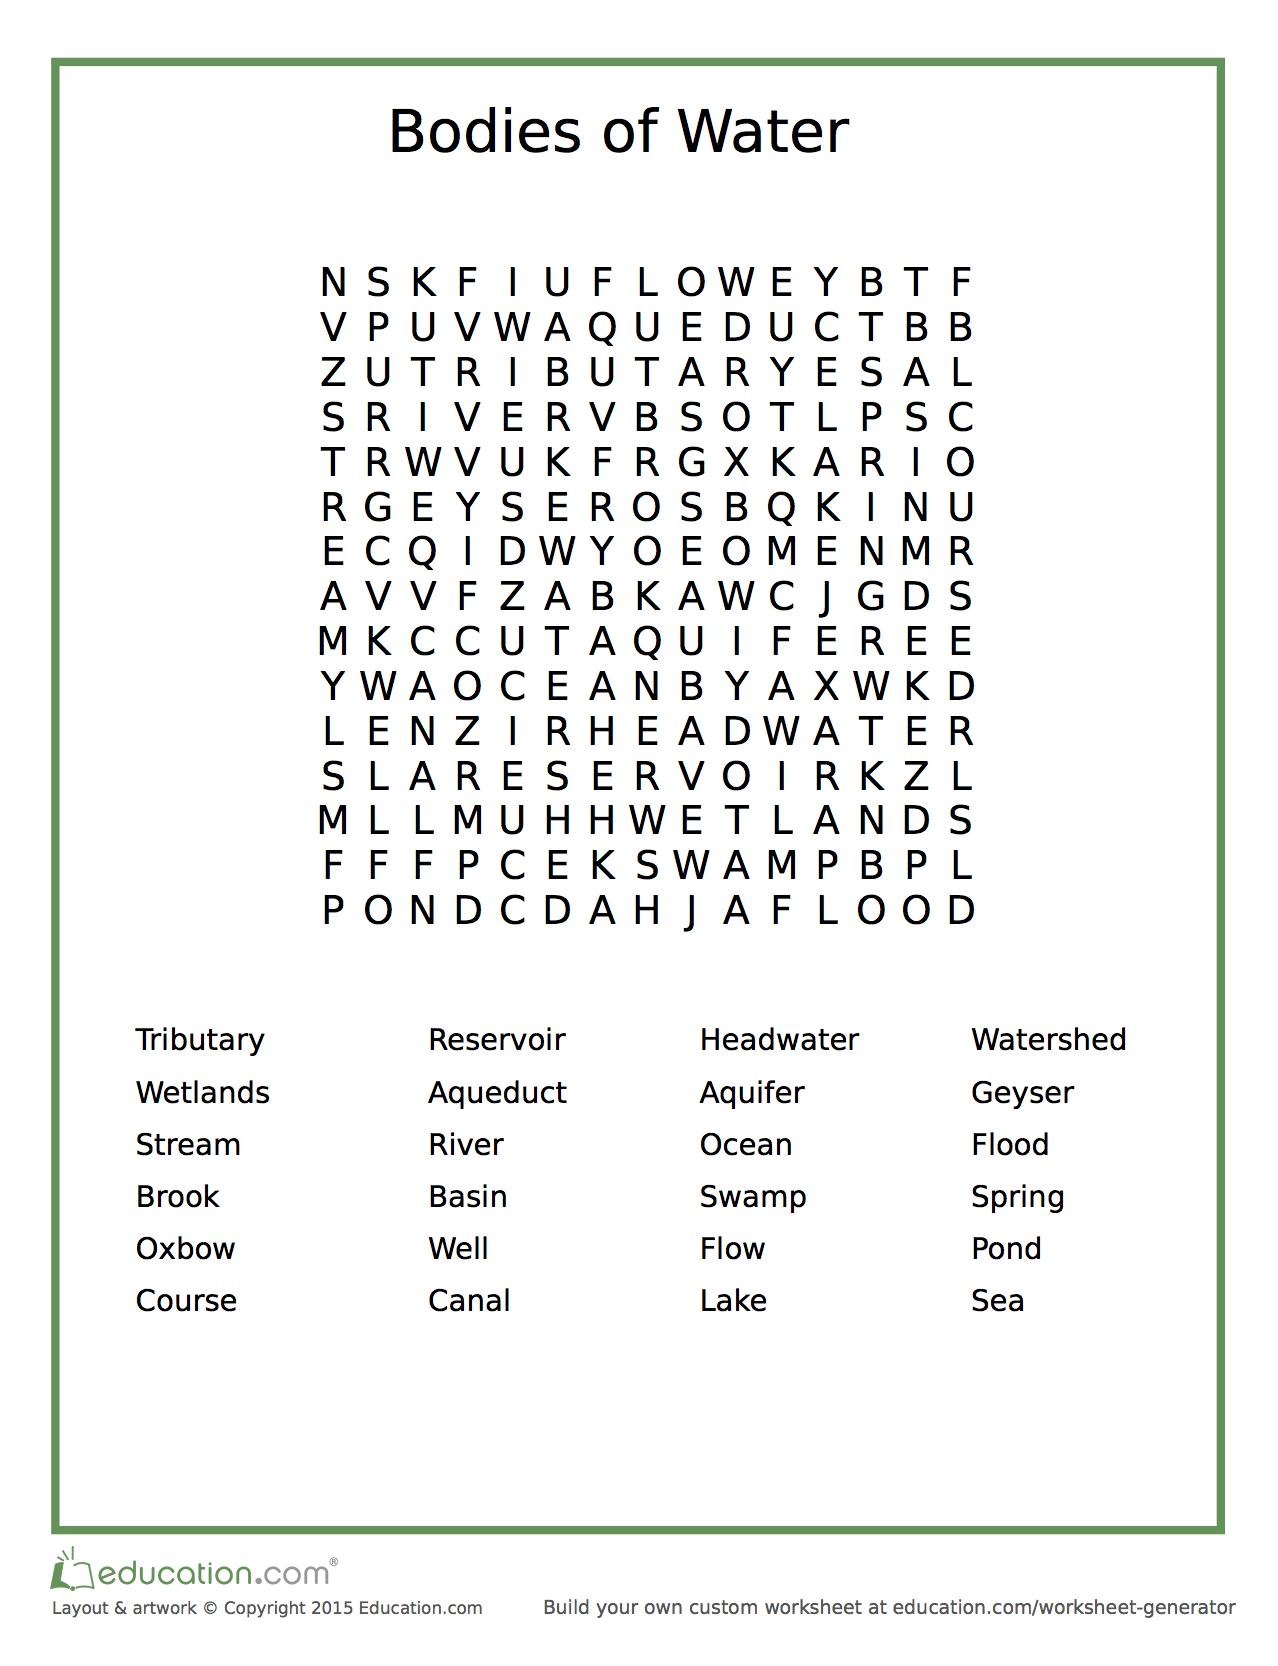 Bodies of Water
N S K F I U F L O W E Y B T F
V P U V W A Q U E D U C T B B
Z U T R I B U T A R Y E S A L
S R I V E R V B S O T L P S C
T R W V U K F R G X K A R I O
R G E Y S E R O S B Q K I N U
E C Q I D W Y O E O M E N M R
A V V F Z A B K A W C J G D S
M K C C U T A Q U I F E R E E
Y W A O C E A N B Y A X W K D
L E N Z I R H E A D W A T E R
S L A R E S E R V O I R K Z L
M L L M U H H W E T L A N D S
F F F P C E K S W A M P B P L
P O N D C D A H J A F L O O D
Tributary Reservoir Headwater Watershed
Wetlands Aqueduct Aquifer Geyser
Stream River Ocean Flood
Brook Basin Swamp Spring
Oxbow Well Flow Pond
Course Canal Lake Sea
education.com®
Layout & artwork © Copyright 2015 Education.com Build your own custom worksheet at education.com/worksheet-generator